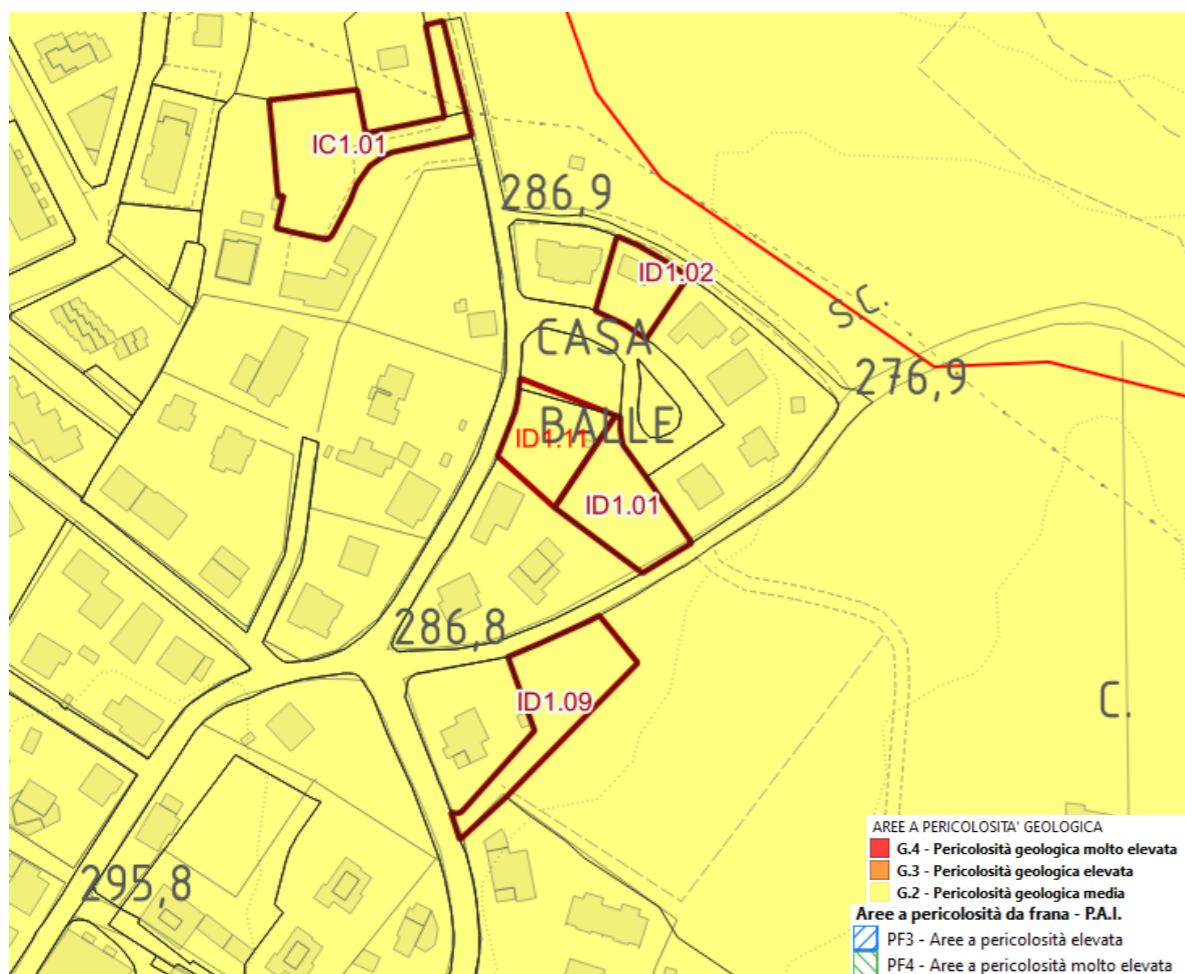 IC1.01
286,9
ID1.02
S.C.
CASA
276,9
BALLE
ID1.11
ID1.01
286,8
ID1.09
C.
295,8
AREE A PERICOLOSITA' GEOLOGICA
G.4 - Pericolosità geologica molto elevata
G.3 - Pericolosità geologica elevata
G.2 - Pericolosità geologica media
Aree a pericolosità da frana - P.A.I.
PF3 - Aree a pericolosità elevata
PF4 - Aree a pericolosità molto elevata